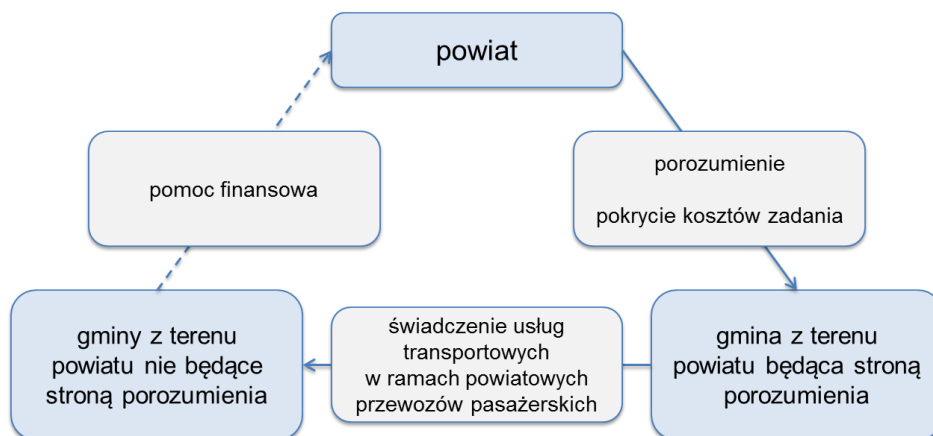 powiat
pomoc finansowa
porozumienie
pokrycie kosztów zadania
gminy z terenu
powiatu nie będące
stroną porozumienia
świadczenie usług
transportowych
w ramach powiatowych
przewozów pasażerskich
gmina z terenu
powiatu będąca stroną
porozumienia